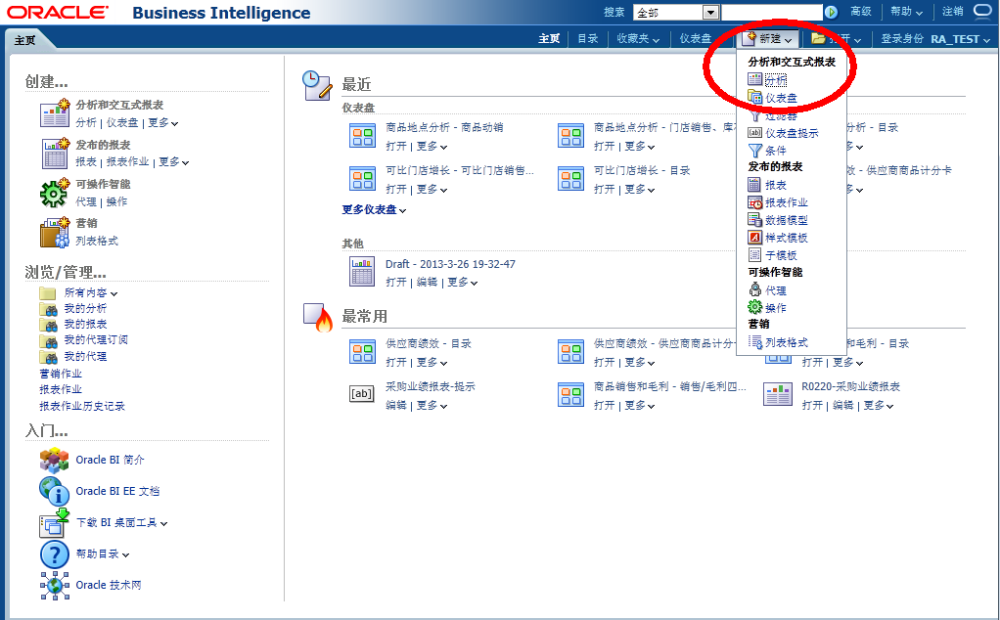 ORACLE Business Intelligence
搜索 全部 高级 帮助 注销
主页
主页 目录 收藏夹 仪表盘 新建 打开 登录身份 RA_TEST
创建...
分析和交互式报表
分析 | 仪表盘 | 更多
发布的报表
报表 | 报表作业 | 更多
可操作智能
代理 | 操作
营销
列表格式
浏览/管理...
所有内容
我的分析
我的报表
我的代理订阅
我的代理
营销作业
报表作业
报表作业历史记录
入门...
Oracle BI 简介
Oracle BI EE 文档
下载 BI 桌面工具
帮助目录
Oracle 技术网
最近
仪表盘
商品地点分析 - 商品动销
打开 | 更多
商品地点分析 - 门店销售、库
打开 | 更多
分析 - 目录
多
可比门店增长 - 可比门店销售...
打开 | 更多
可比门店增长 - 目录
打开 | 更多
效 - 供应商商品计分卡
多
更多仪表盘
其他
Draft - 2013-3-26 19-32-47
打开 | 编辑 | 更多
最常用
供应商绩效 - 目录
打开 | 更多
供应商绩效 - 供应商商品计分
打开 | 更多
和毛利 - 目录
打开 | 更多
[ab]
采购业绩报表-提示
编辑 | 更多
商品销售和毛利 - 销售/毛利四...
打开 | 更多
R0220-采购业绩报表
打开 | 编辑 | 更多
分析和交互式报表
分析
仪表盘
过滤器
[ab] 仪表盘提示
条件
发布的报表
报表
报表作业
数据模型
样式模板
子模板
可操作智能
代理
操作
营销
列表格式